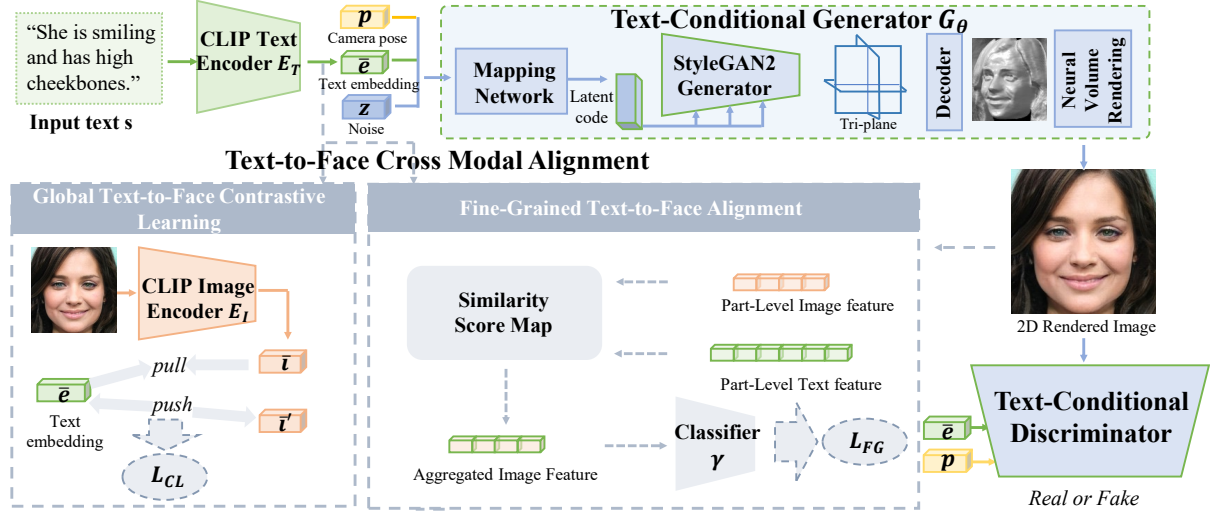 “She is smiling
and has high
cheekbones.”
Input text s
CLIP Text
Encoder E_T
p
Camera pose
ē
Text embedding
z
Noise
Text-Conditional Generator G_θ
Mapping
Network
Latent
code
StyleGAN2
Generator
Tri-plane
Decoder
Neural
Volume
Rendering
Text-to-Face Cross Modal Alignment
Global Text-to-Face Contrastive
Learning
CLIP Image
Encoder E_I
pull
ī
ē
push
ī′
Text
embedding
L_CL
Fine-Grained Text-to-Face Alignment
Similarity
Score Map
Part-Level Image feature
Part-Level Text feature
Aggregated Image Feature
Classifier
γ
L_FG
2D Rendered Image
ē
p
Text-Conditional
Discriminator
Real or Fake